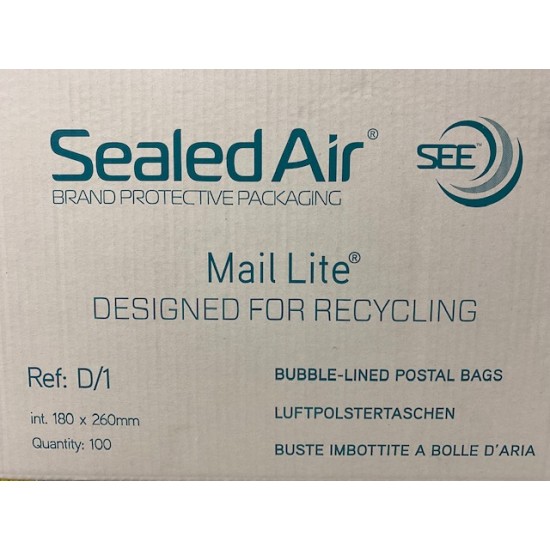 Sealed Air®
BRAND PROTECTIVE PACKAGING
SEE™
Mail Lite®
DESIGNED FOR RECYCLING
Ref: D/1
int. 180 x 260mm
Quantity: 100
BUBBLE-LINED POSTAL BAGS
LUFTPOLSTERTASCHEN
BUSTE IMBOTTITE A BOLLE D'ARIA